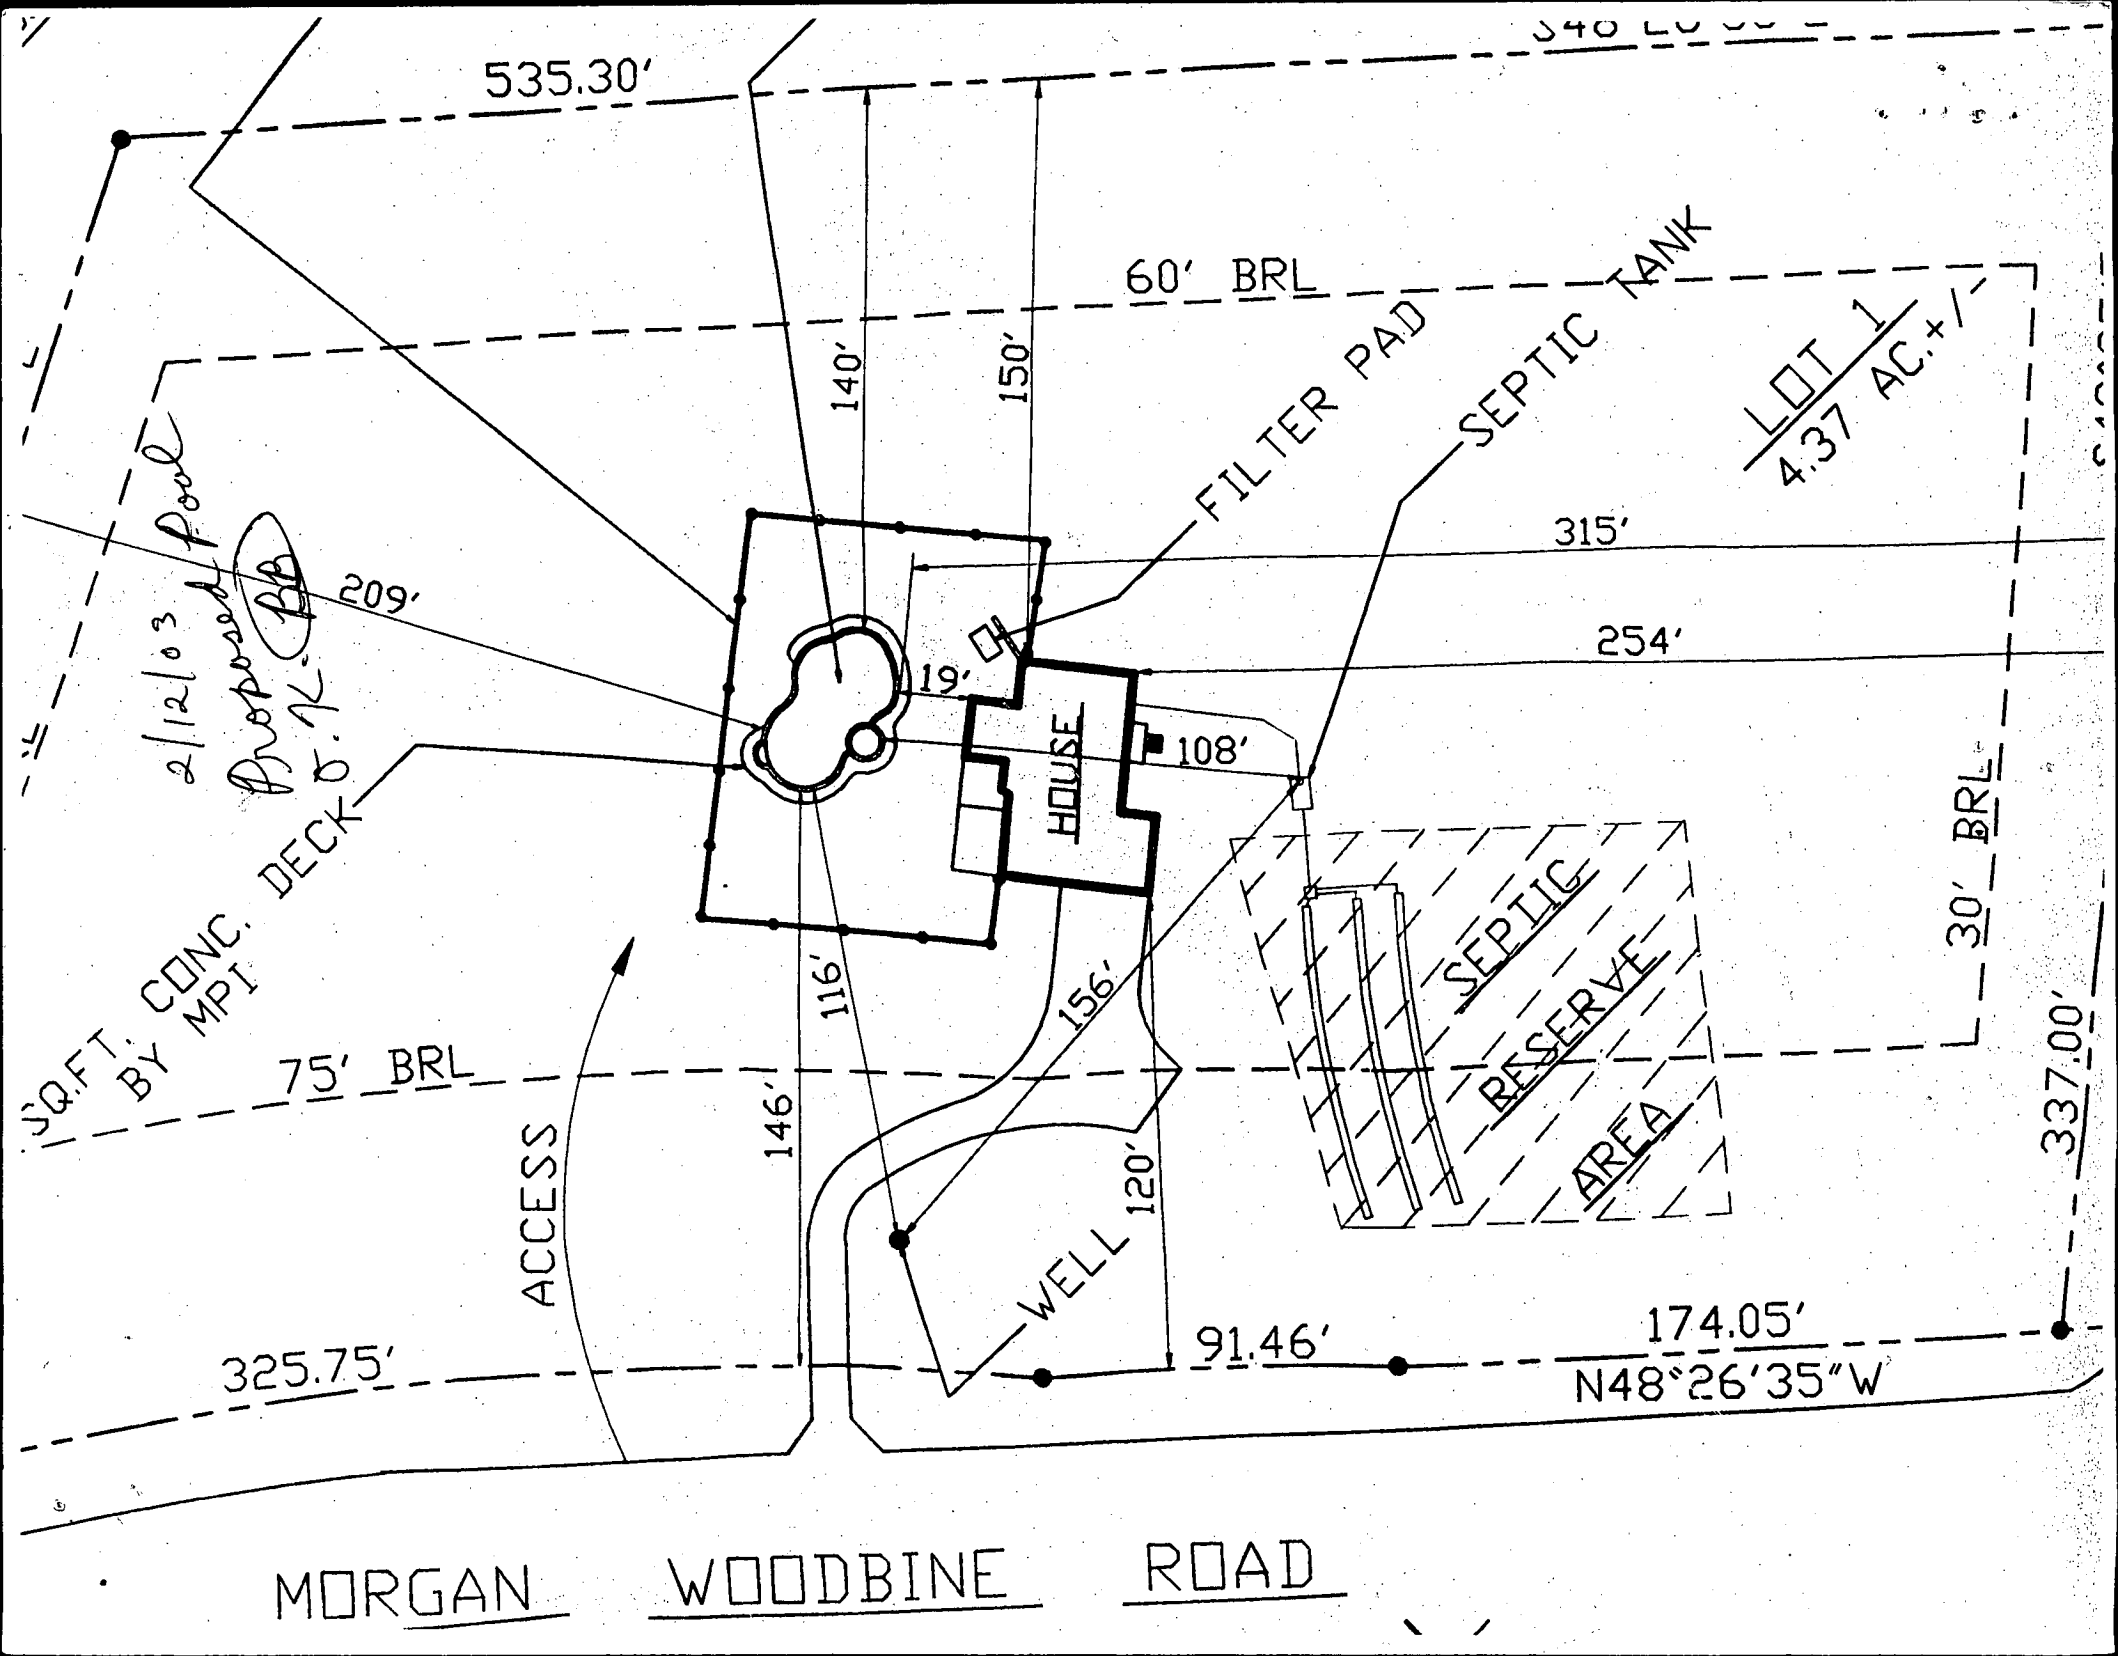 535.30'
60' BRL
SEPTIC TANK
FILTER PAD
LOT 1
4.37 AC.+/-
140'
150'
315'
254'
209'
2/12/03
Proposed Pool
O.K. BB
19'
HOUSE
108'
SQ.FT. CONC. DECK
BY MPI
SEPTIC
RESERVE
AREA
30' BRL
337.00'
116'
156'
75' BRL
146'
120'
ACCESS
WELL
325.75'
91.46'
174.05'
N48°26'35"W
MORGAN WOODBINE ROAD